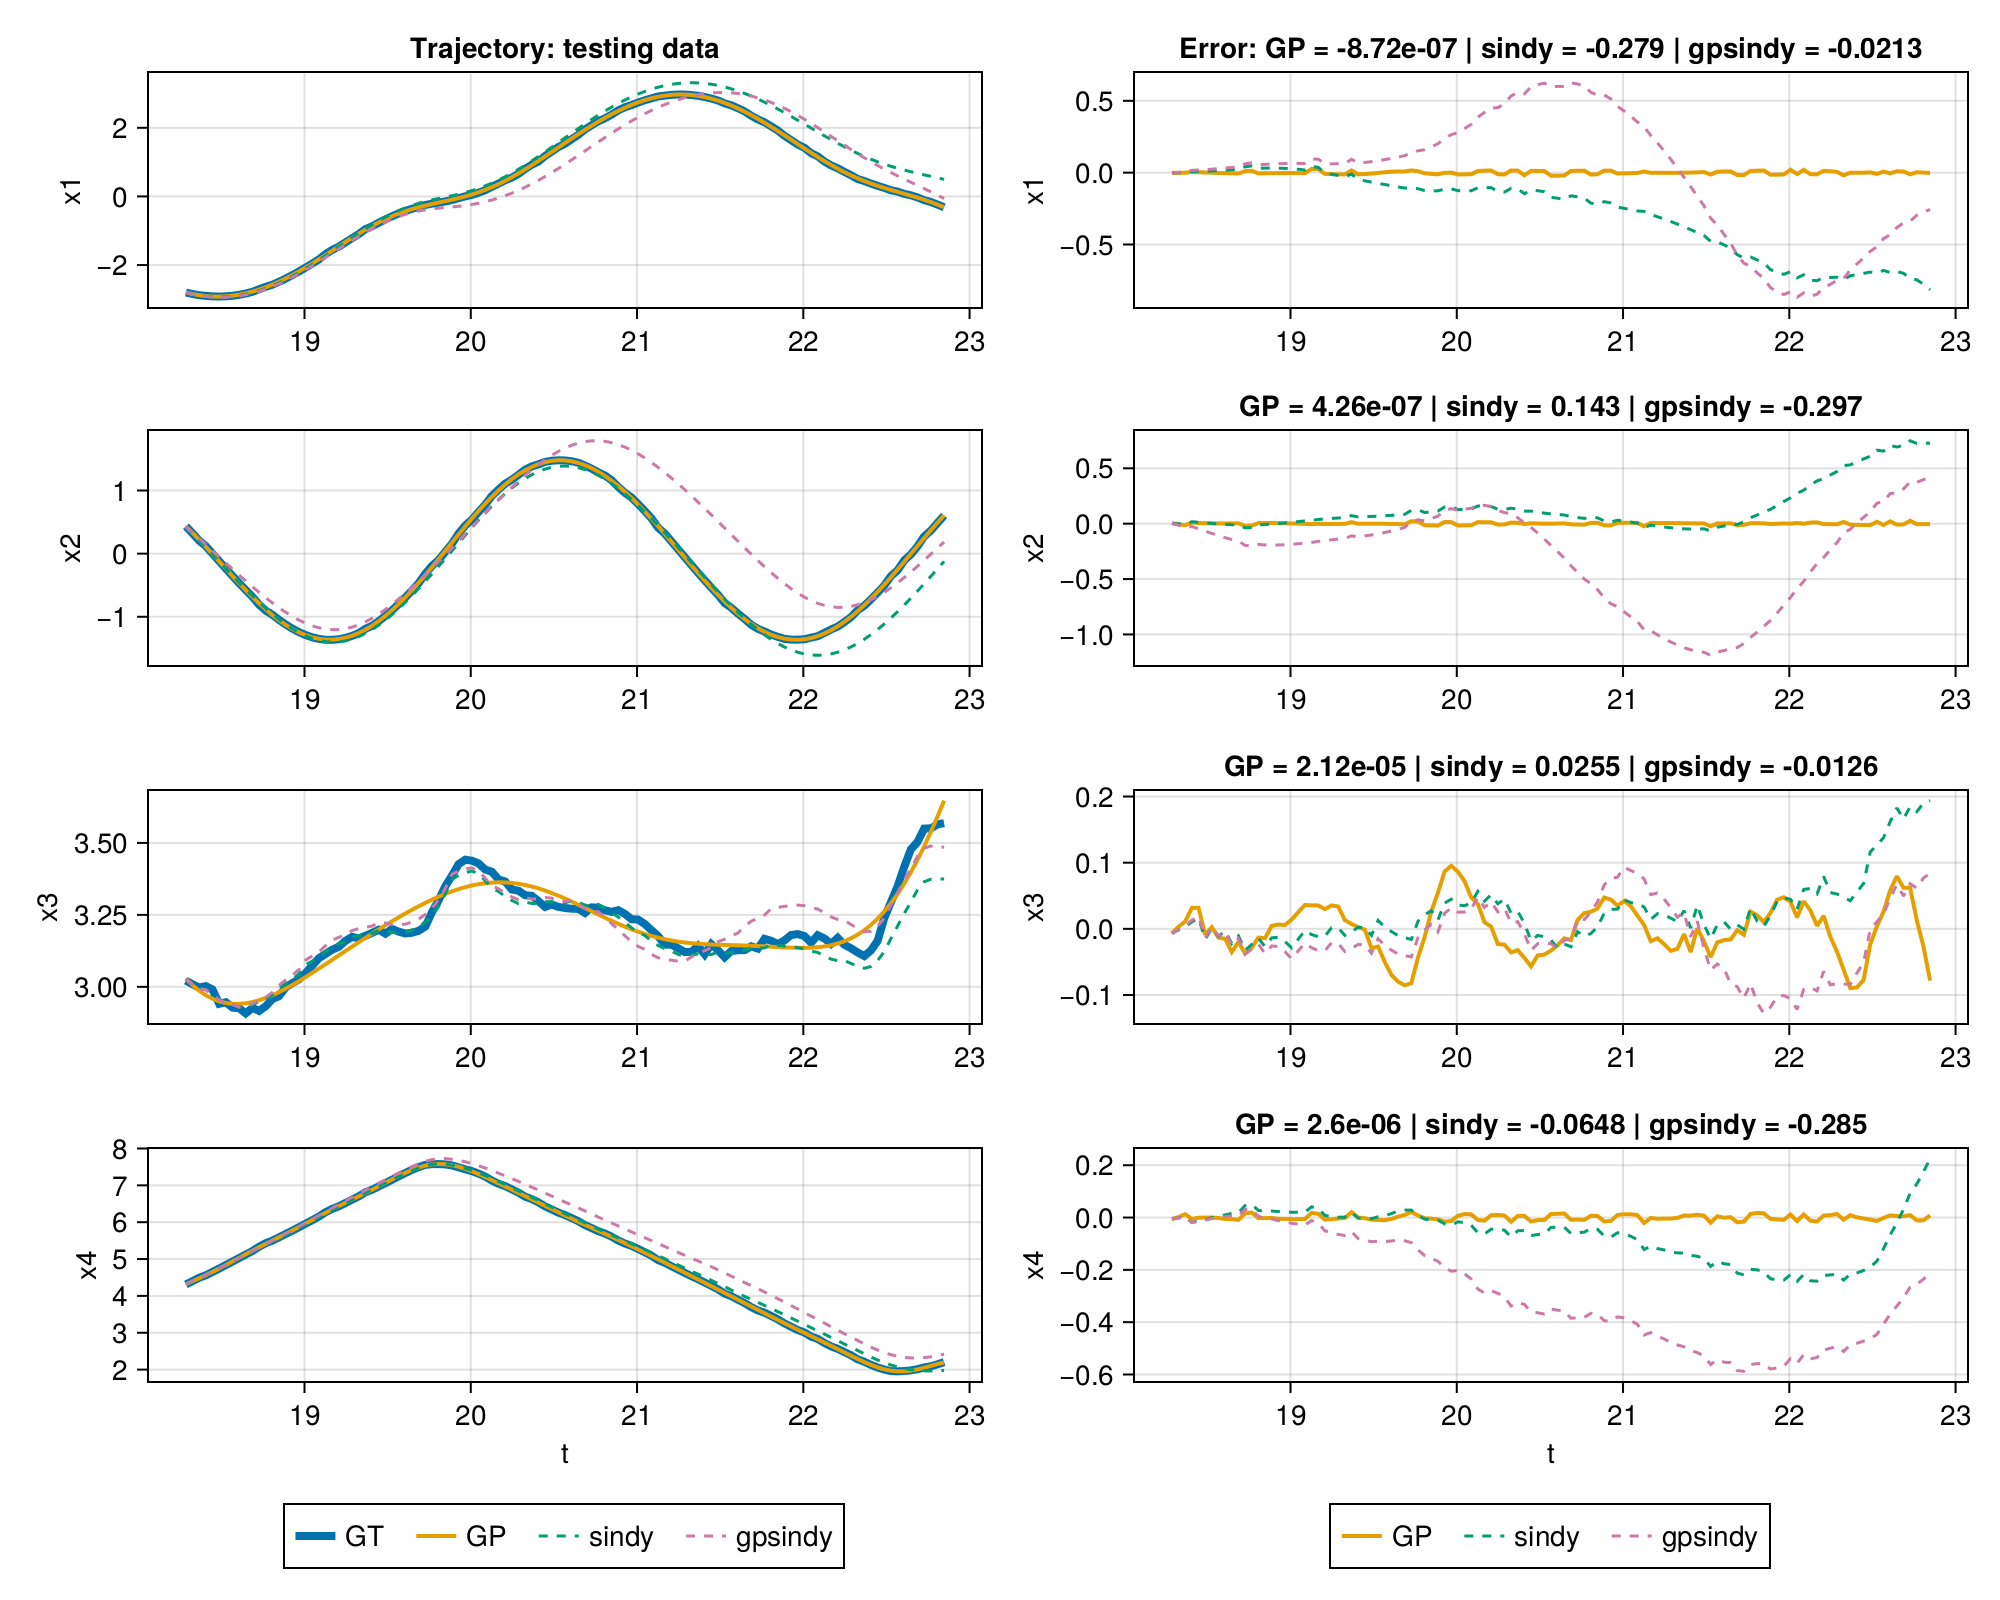 Trajectory: testing data
x1
2
0
−2
19 20 21 22 23
Error: GP = -8.72e-07 | sindy = -0.279 | gpsindy = -0.0213
x1
0.5
0.0
−0.5
19 20 21 22 23
x2
1
0
−1
19 20 21 22 23
GP = 4.26e-07 | sindy = 0.143 | gpsindy = -0.297
x2
0.5
0.0
−0.5
−1.0
19 20 21 22 23
x3
3.50
3.25
3.00
19 20 21 22 23
GP = 2.12e-05 | sindy = 0.0255 | gpsindy = -0.0126
x3
0.2
0.1
0.0
−0.1
19 20 21 22 23
x4
8
7
6
5
4
3
2
19 20 21 22 23
t
GP = 2.6e-06 | sindy = -0.0648 | gpsindy = -0.285
x4
0.2
0.0
−0.2
−0.4
−0.6
19 20 21 22 23
t
GT GP sindy gpsindy
GP sindy gpsindy